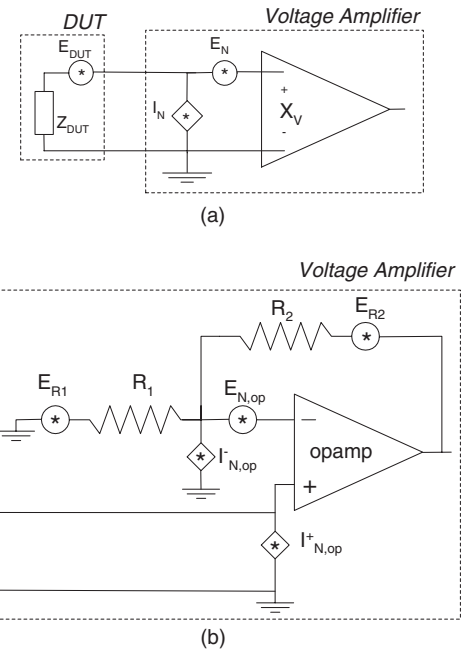 DUT
Voltage Amplifier
E_DUT
*
E_N
*
Z_DUT
I_N
*
+
X_V
-
(a)
Voltage Amplifier
R_2
E_R2
*
E_R1
*
R_1
E_N,op
*
−
opamp
+
*
I^-_N,op
*
I^+_N,op
(b)